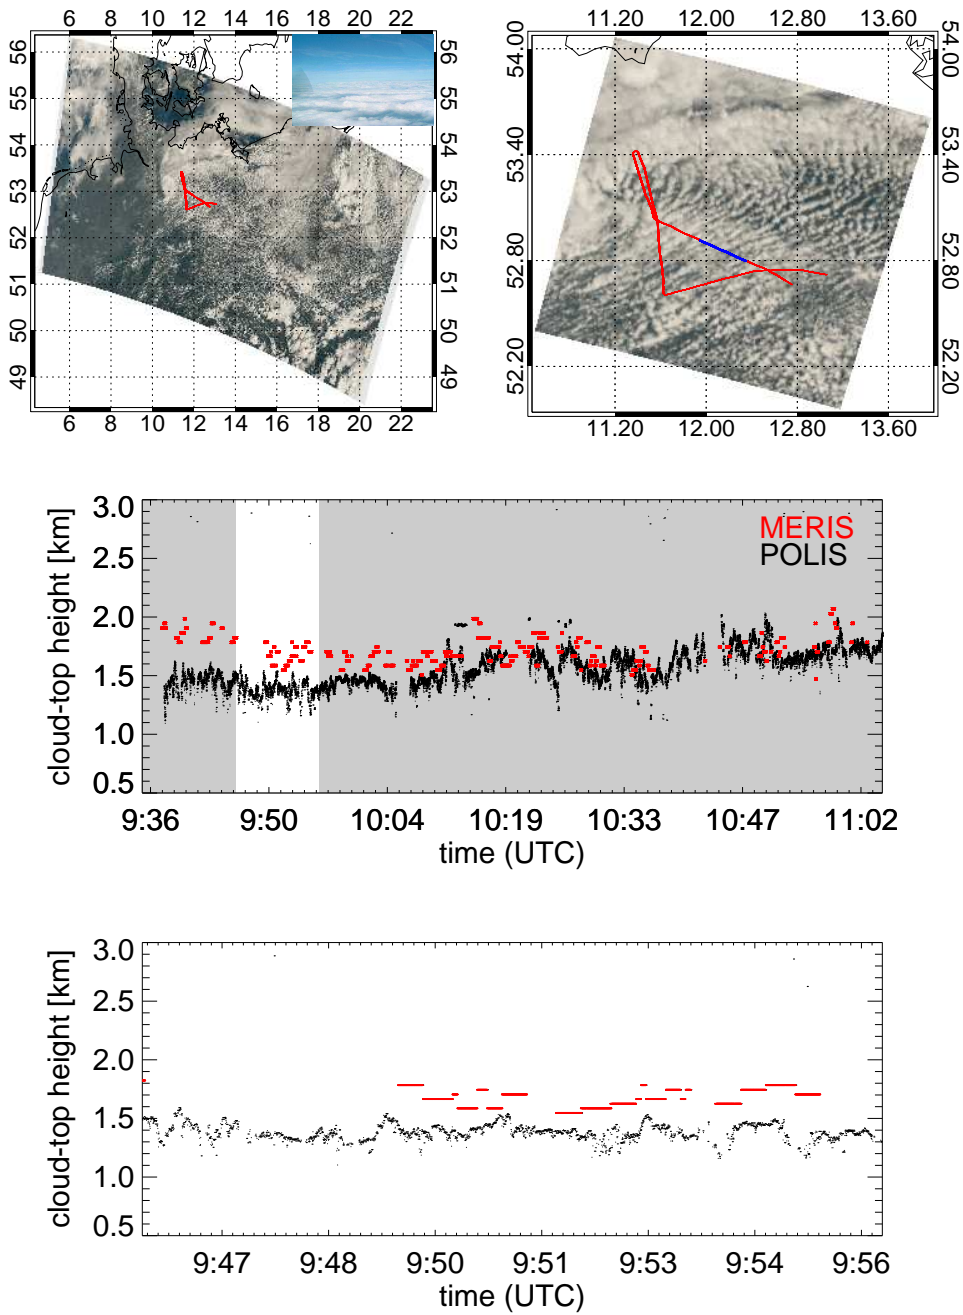 6 8 10 12 14 16 18 20 22
56 55 54 53 52 51 50 49
56 55 54 53 52 51 50 49
6 8 10 12 14 16 18 20 22
11.20 12.00 12.80 13.60
54.00 53.40 52.80 52.20
54.00 53.40 52.80 52.20
11.20 12.00 12.80 13.60
cloud-top height [km]
3.0
2.5
2.0
1.5
1.0
0.5
MERIS
POLIS
9:36 9:50 10:04 10:19 10:33 10:47 11:02
time (UTC)
cloud-top height [km]
3.0
2.5
2.0
1.5
1.0
0.5
9:47 9:48 9:50 9:51 9:53 9:54 9:56
time (UTC)